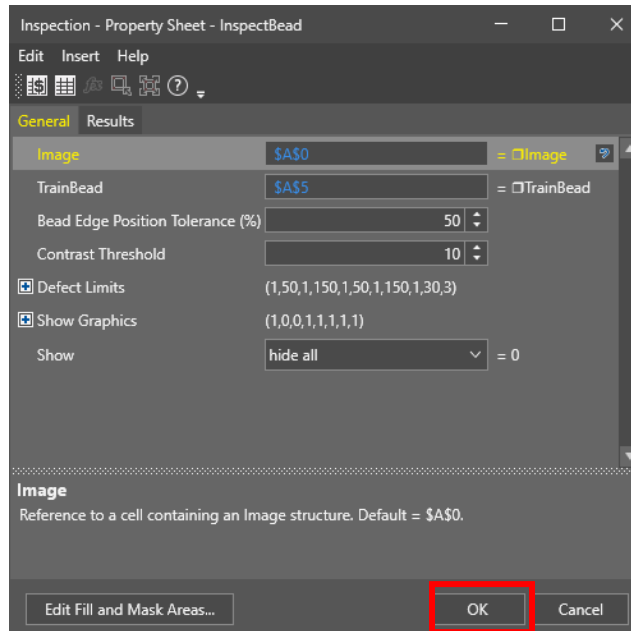 Inspection - Property Sheet - InspectBead
Edit Insert Help
General Results
Image $A$0 = Image
TrainBead $A$5 = TrainBead
Bead Edge Position Tolerance (%) 50
Contrast Threshold 10
Defect Limits (1,50,1,150,1,50,1,150,1,30,3)
Show Graphics (1,0,0,1,1,1,1,1)
Show hide all = 0
Image
Reference to a cell containing an Image structure. Default = $A$0.
Edit Fill and Mask Areas... OK Cancel